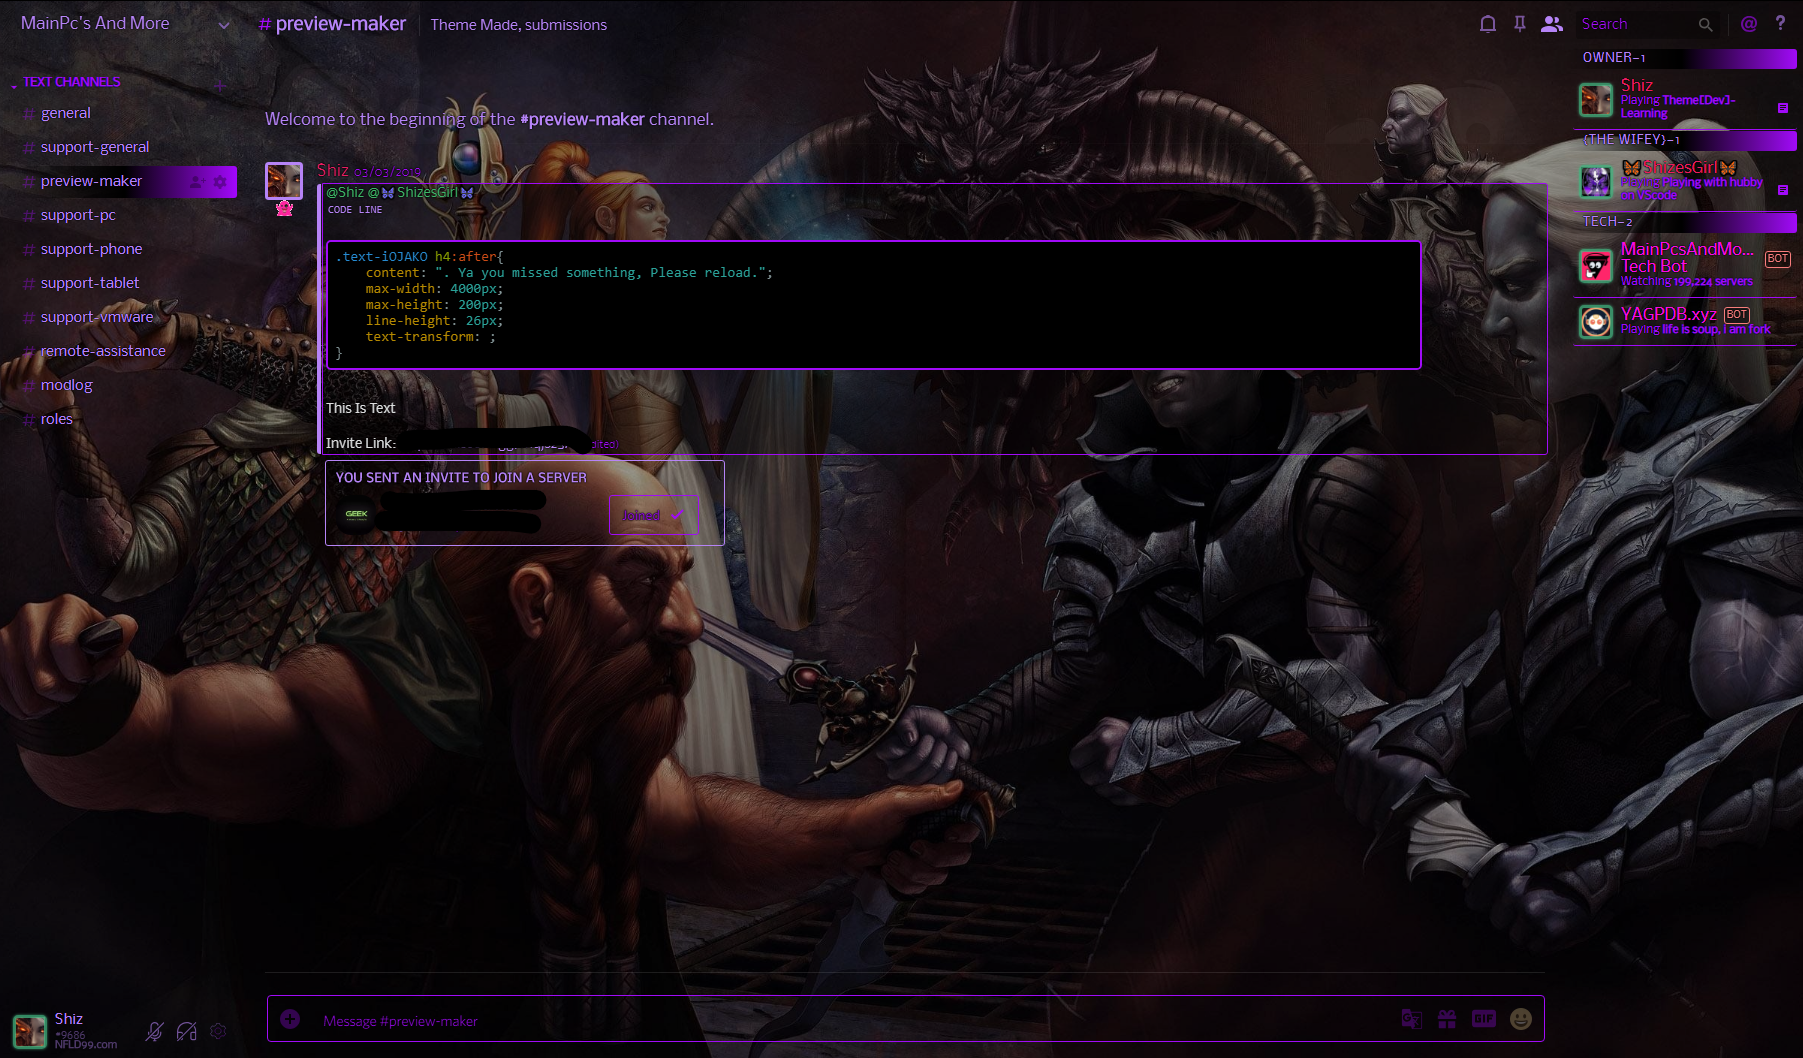 MainPc's And More
# preview-maker
Theme Made, submissions
Search
TEXT CHANNELS
# general
# support-general
# preview-maker
# support-pc
# support-phone
# support-tablet
# support-vmware
# remote-assistance
# modlog
# roles
Welcome to the beginning of the #preview-maker channel.
Shiz 03/03/2019
@Shiz @🦋 ShizesGirl🦋
CODE LINE
.text-iOJAKO h4:after{
content: ". Ya you missed something, Please reload.";
max-width: 4000px;
max-height: 200px;
line-height: 26px;
text-transform: ;
}
This Is Text
Invite Link:
YOU SENT AN INVITE TO JOIN A SERVER
GEEK
Joined
OWNER-1
Shiz
Playing Theme[Dev]-
Learning
{THE WIFEY}-1
🦋ShizesGirl🦋
Playing Playing with hubby
on VScode
TECH-2
MainPcsAndMo...
Tech Bot
BOT
Watching 199,224 servers
YAGPDB.xyz BOT
Playing life is soup, i am fork
Shiz
#9686
NFLD99.com
Message #preview-maker
GIF